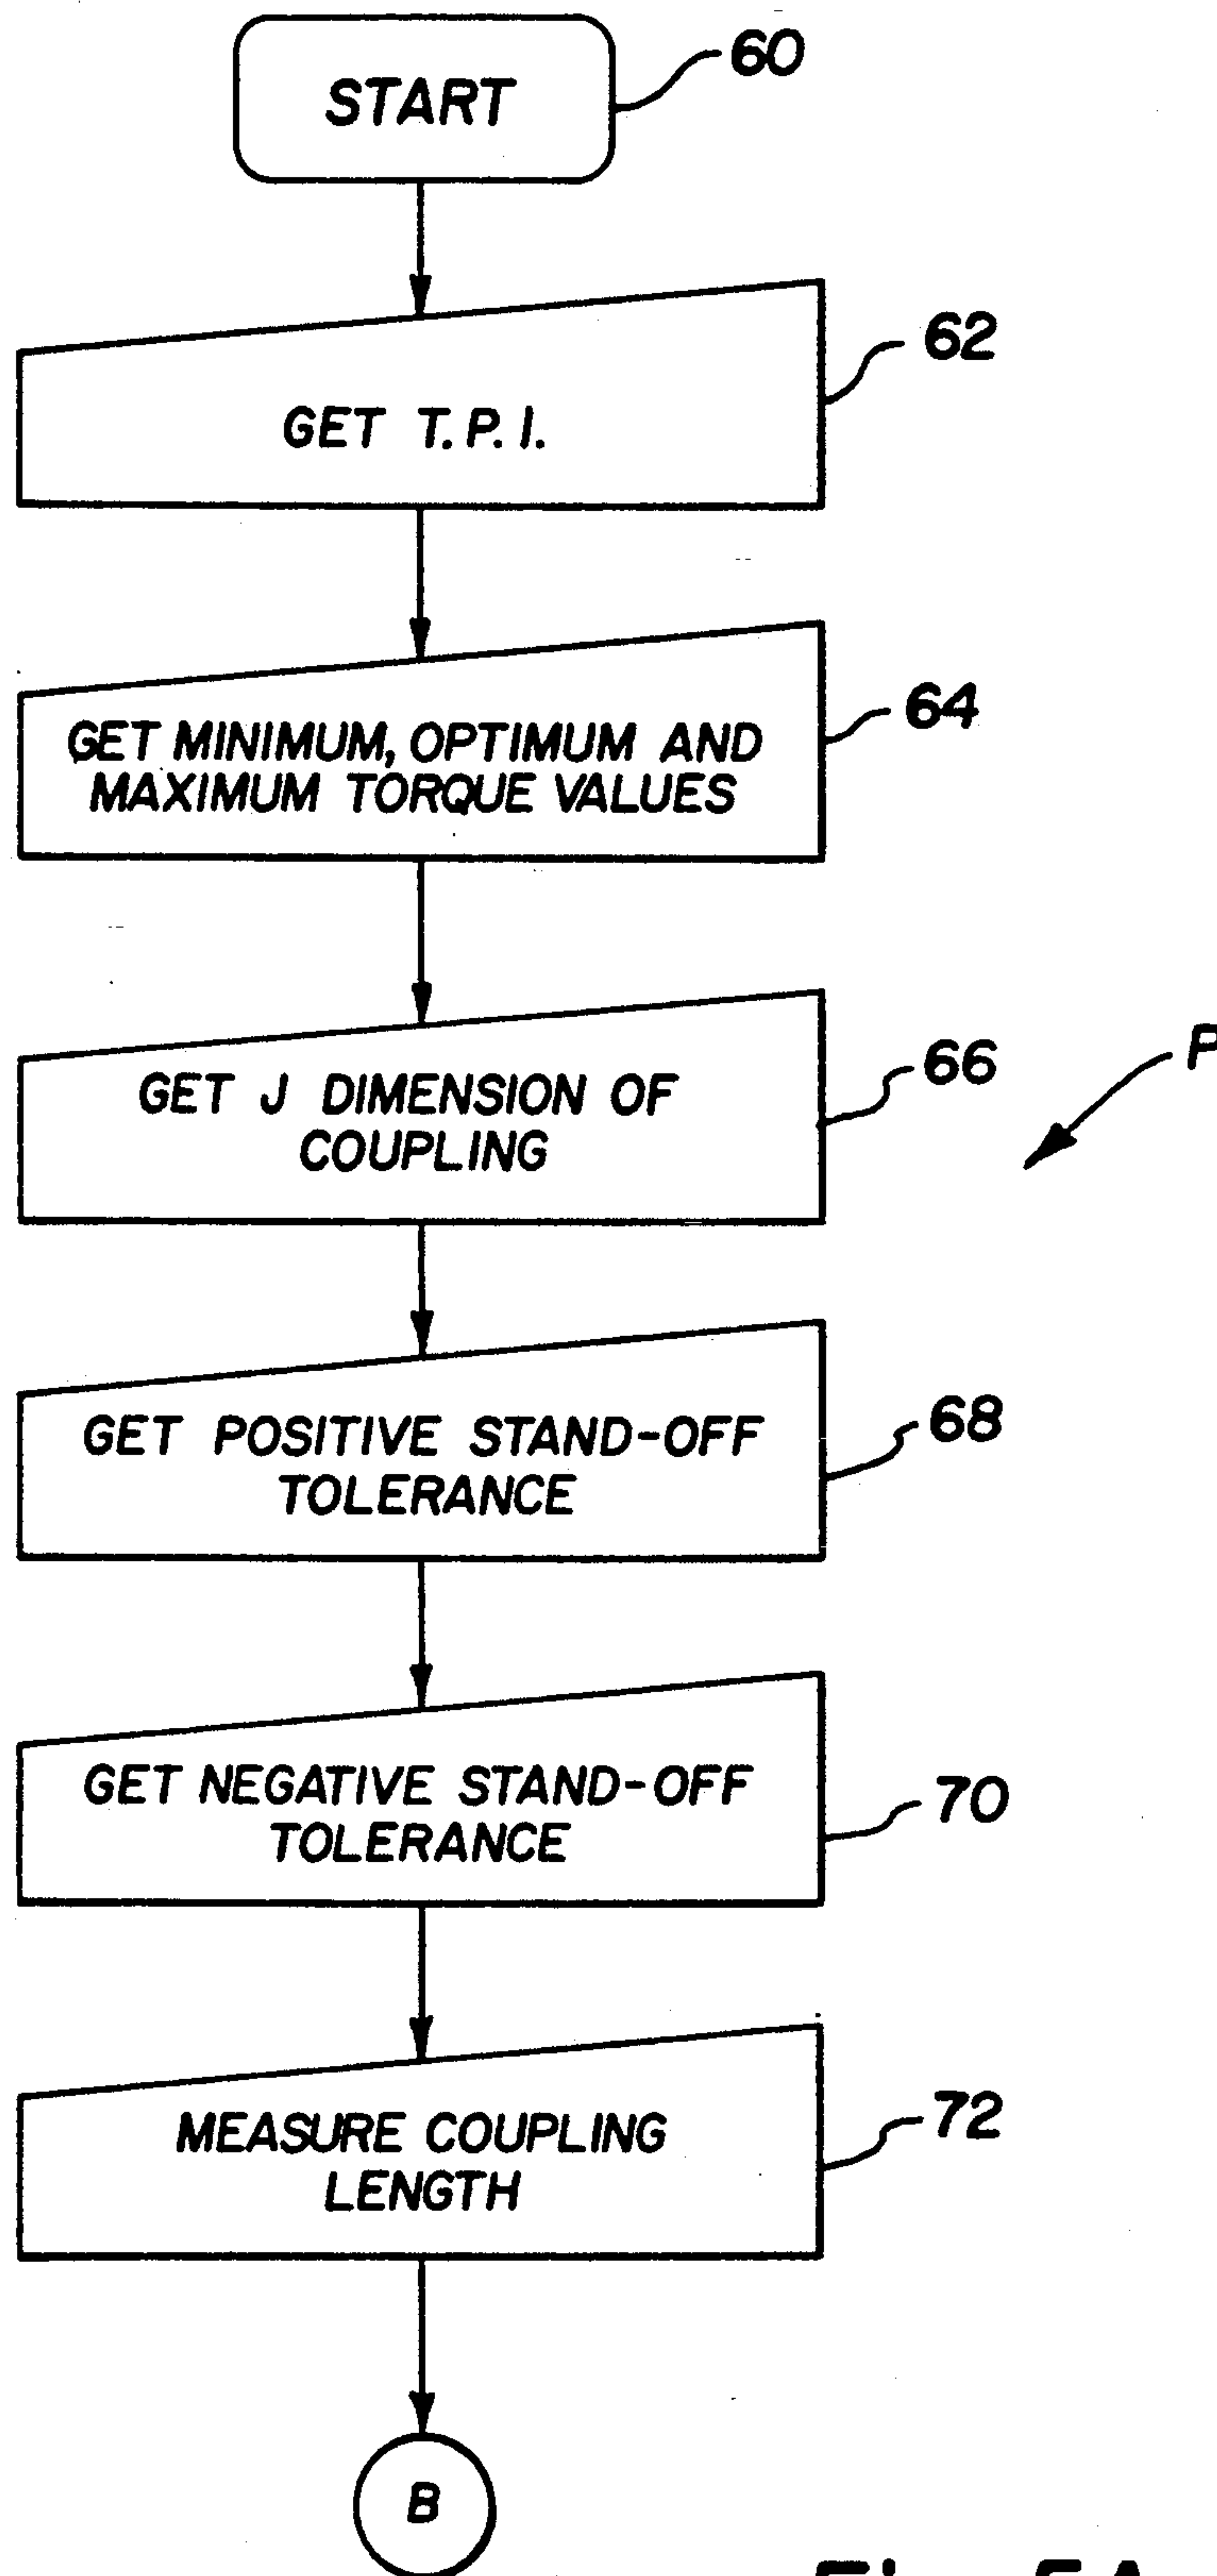 START
60
62
GET T.P.I.
64
GET MINIMUM, OPTIMUM AND
MAXIMUM TORQUE VALUES
66
P
GET J DIMENSION OF
COUPLING
68
GET POSITIVE STAND-OFF
TOLERANCE
GET NEGATIVE STAND-OFF
70
TOLERANCE
72
MEASURE COUPLING
LENGTH
B